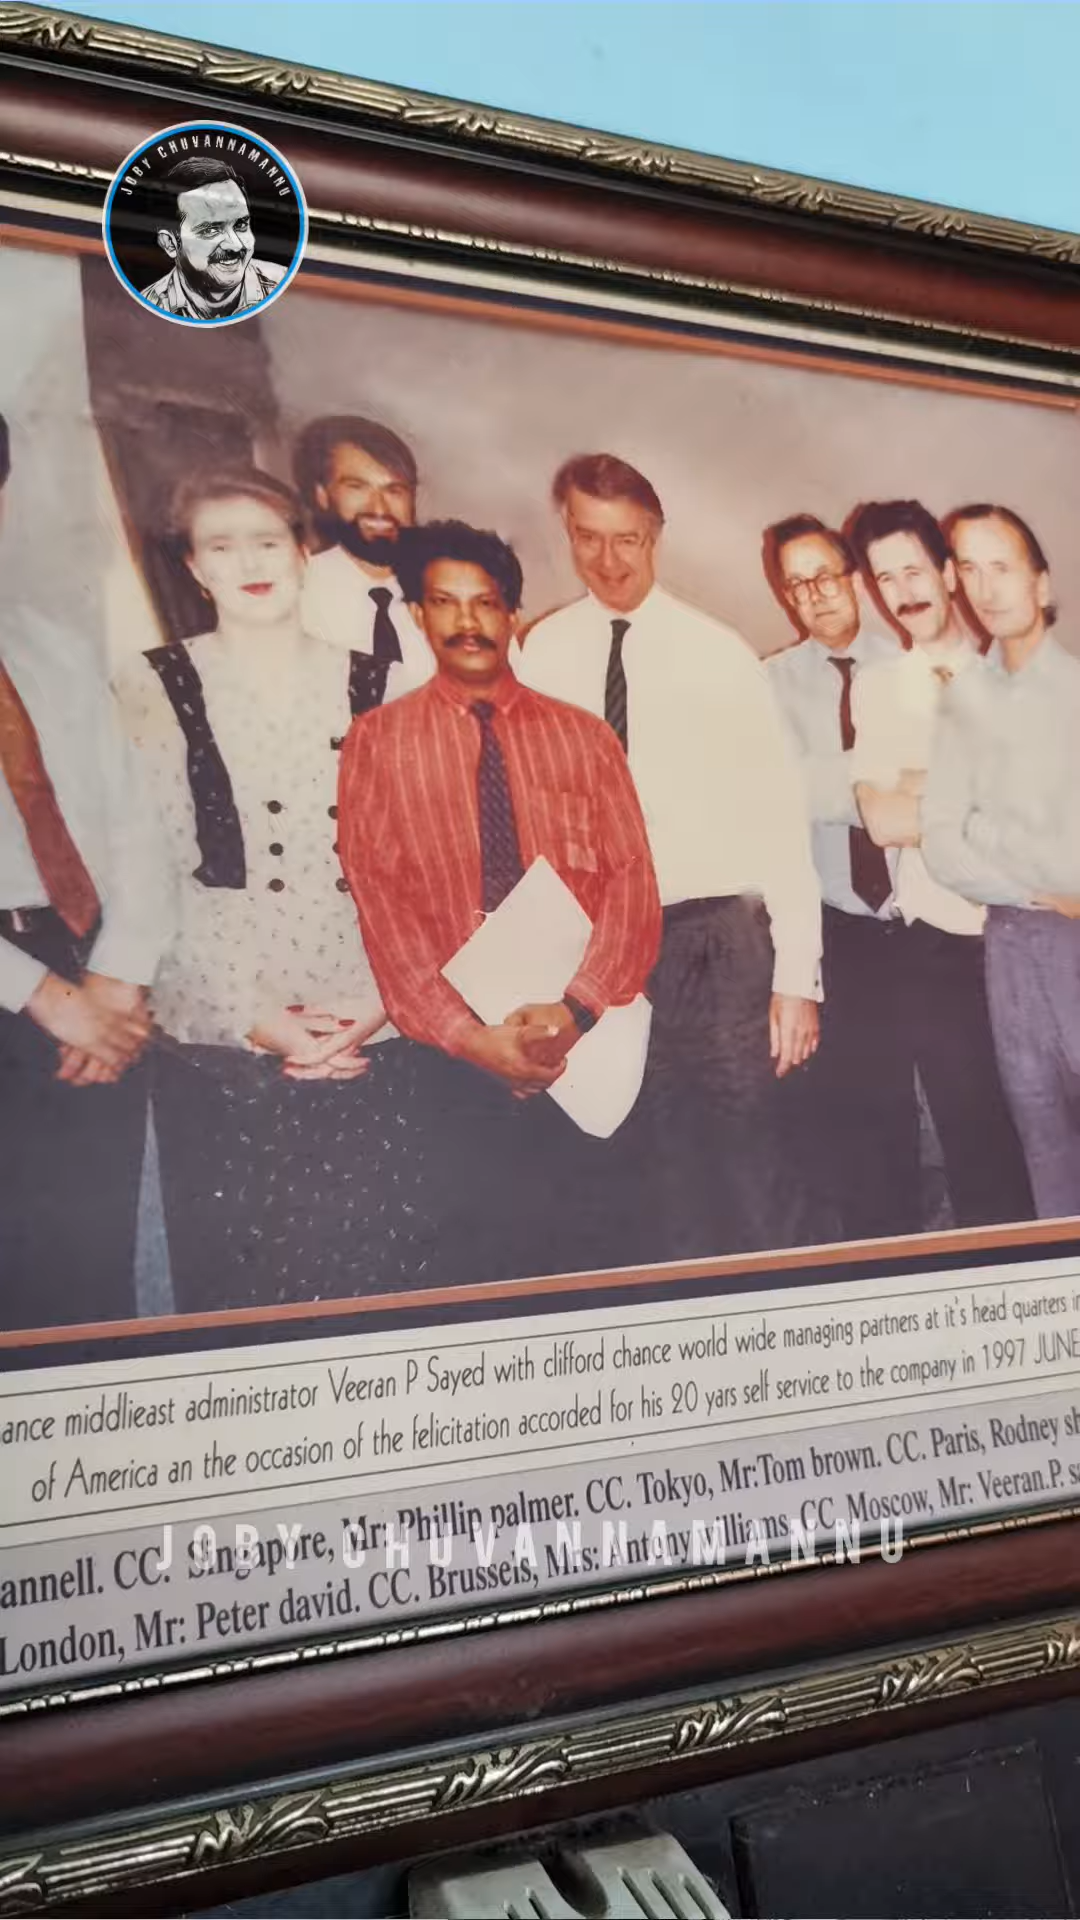 JOBY CHUVANNAMANNU
ance middlieast administrator Veeran P Sayed with clifford chance world wide managing partners at it's head quarters in
of America an the occasion of the felicitation accorded for his 20 yars self service to the company in 1997 JUNE
annell. CC. Singapore, Mr: Phillip palmer. CC. Tokyo, Mr:Tom brown. CC. Paris, Rodney sh
London, Mr: Peter david. CC. Brusseis, Mrs: Antony williams. CC. Moscow, Mr: Veeran.P. s
JOBY CHUVANNAMANNU